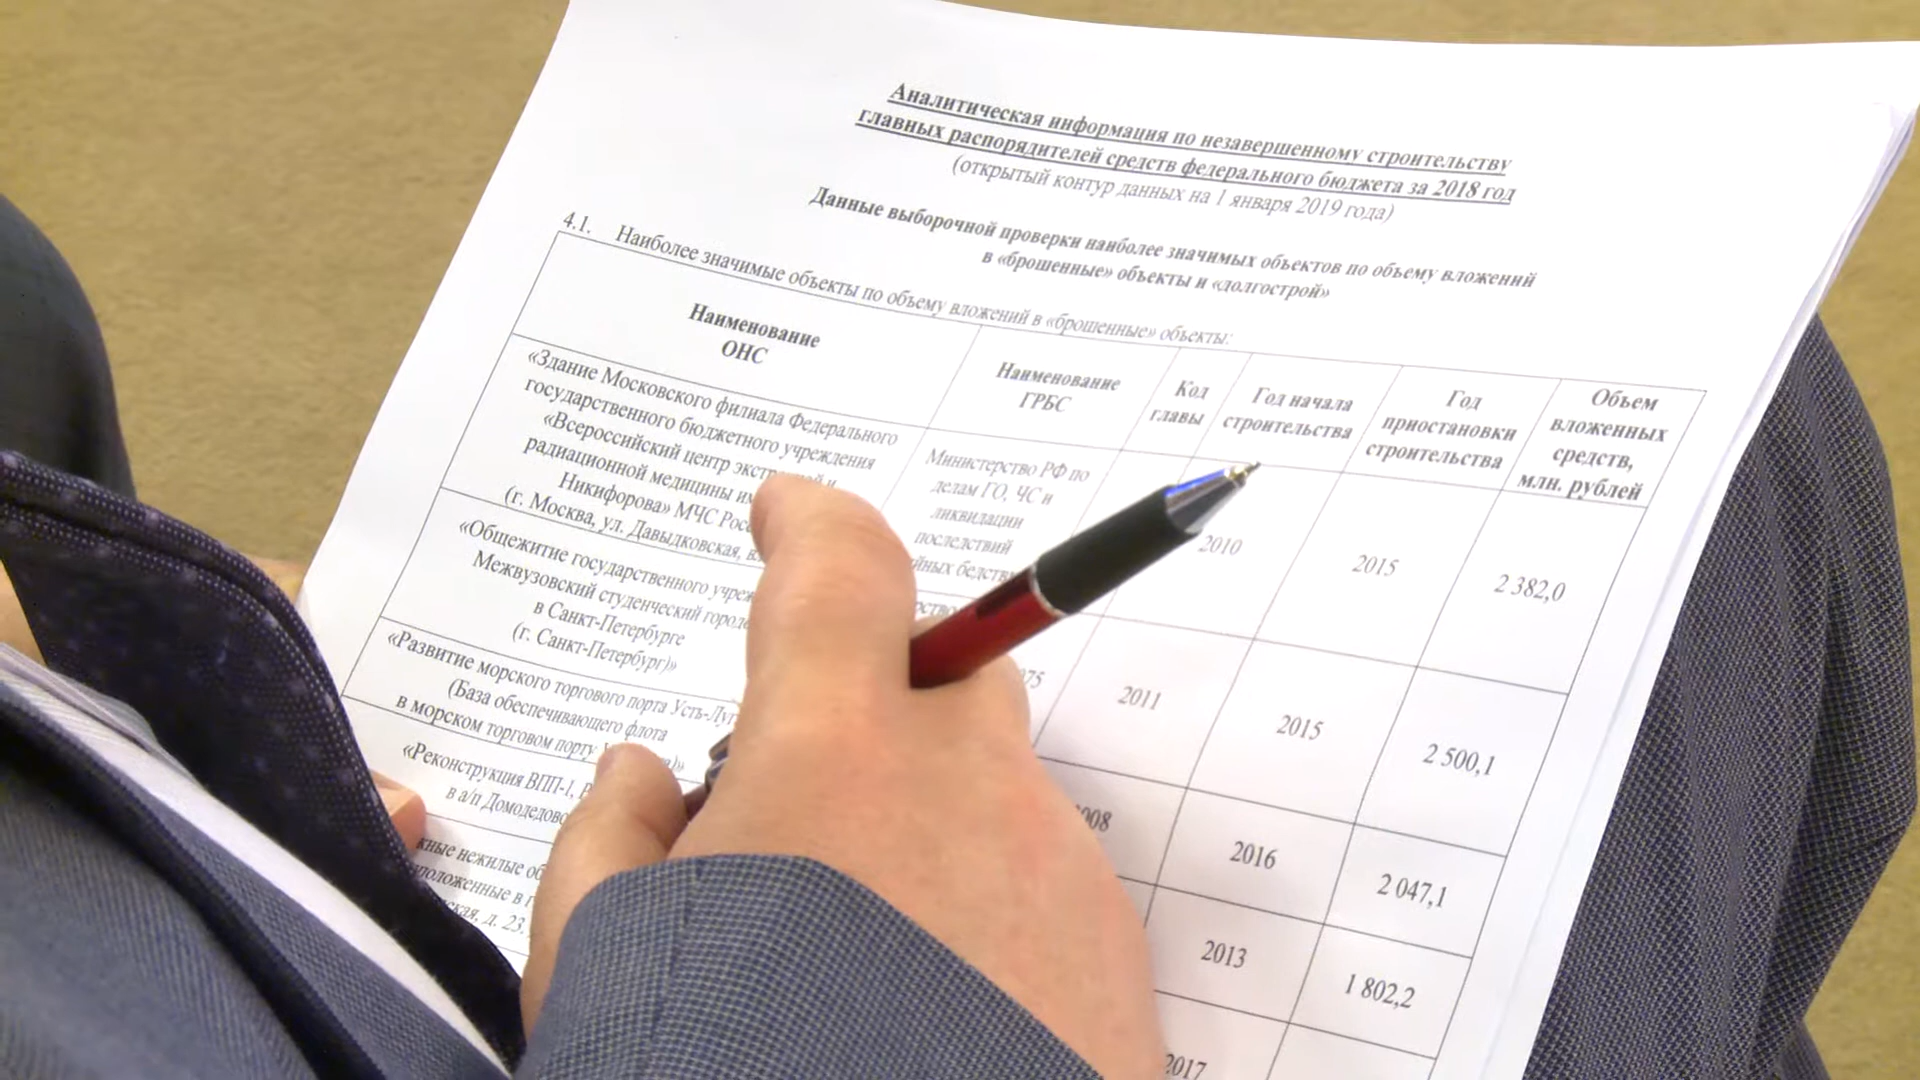 Аналитическая информация по незавершенному строительству
главных распорядителей средств федерального бюджета за 2018 год
(открытый контур данных на 1 января 2019 года)
Данные выборочной проверки наиболее значимых объектов по объему вложений
в «брошенные» объекты и «долгострой»
4.1. Наиболее значимые объекты по объему вложений в «брошенные» объекты:
Наименование
ОНС
Наименование
ГРБС
Код
главы
Год начала
строительства
Год
приостановки
строительства
Объем
вложенных
средств,
млн. рублей
«Здание Московского филиала Федерального
государственного бюджетного учреждения
«Всероссийский центр
радиационной медицины
Никифорова» МЧС
(г. Москва, ул. Давыдковская,
Министерство РФ по
делам ГО, ЧС и
ликвидации
последствий
2010
2015
2 382,0
«Общежитие государственного
Межвузовский студенческий
в Санкт-Петербурге
(г. Санкт-Петербург)»
2011
2015
2 500,1
«Развитие морского торгового порта
(База обеспечивающего флота
в морском торговом порту
2016
2 047,1
«Реконструкция ВПП-1,
в а/п
2013
1 802,2
нежилые
в
д. 23.
2017